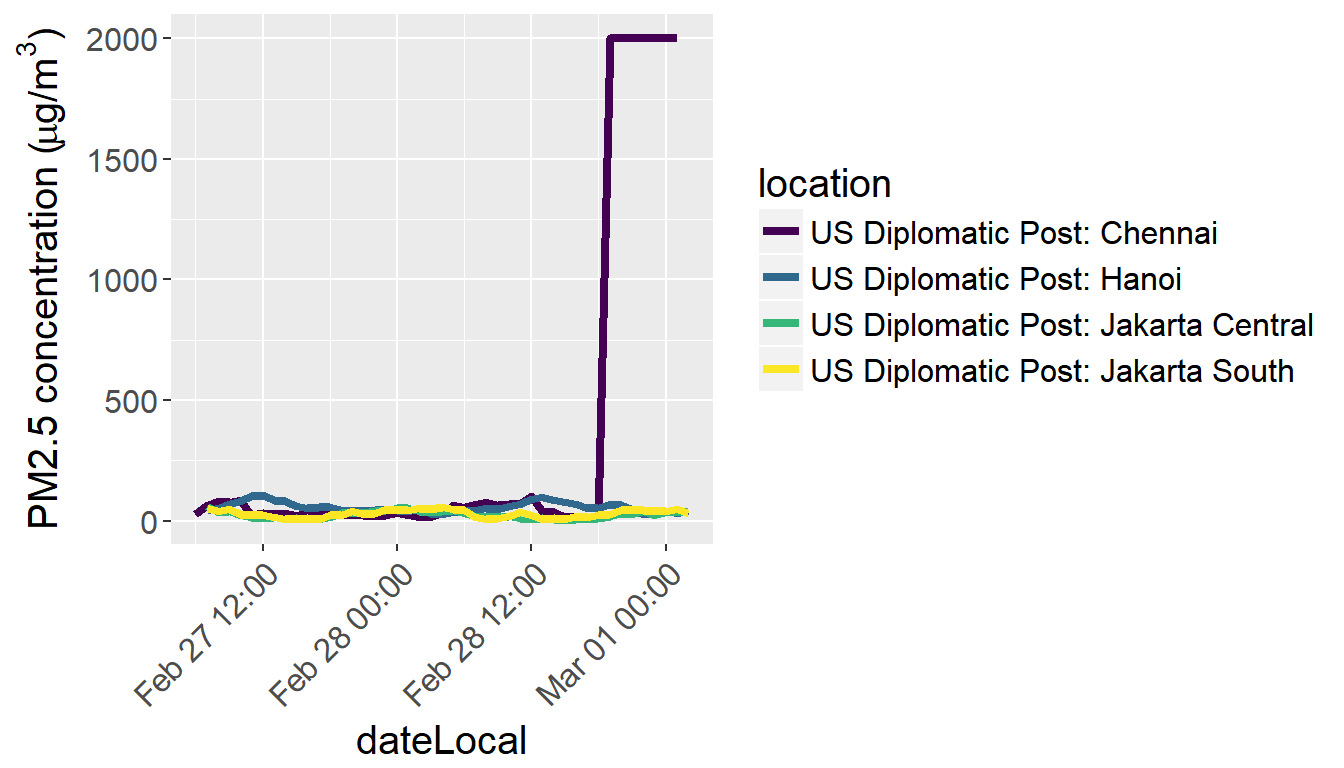 PM2.5 concentration (μg/m³)
2000
1500
1000
500
0
Feb 27 12:00
Feb 28 00:00
Feb 28 12:00
Mar 01 00:00
dateLocal
location
US Diplomatic Post: Chennai
US Diplomatic Post: Hanoi
US Diplomatic Post: Jakarta Central
US Diplomatic Post: Jakarta South